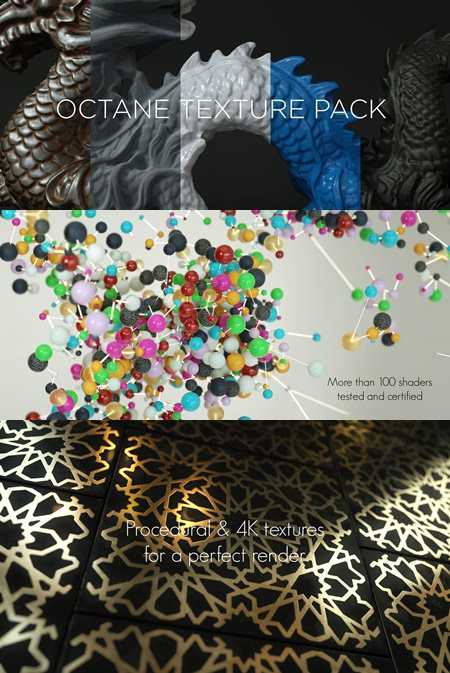 OCTANE TEXTURE PACK
More than 100 shaders
tested and certified
Procedural & 4K textures
for a perfect render